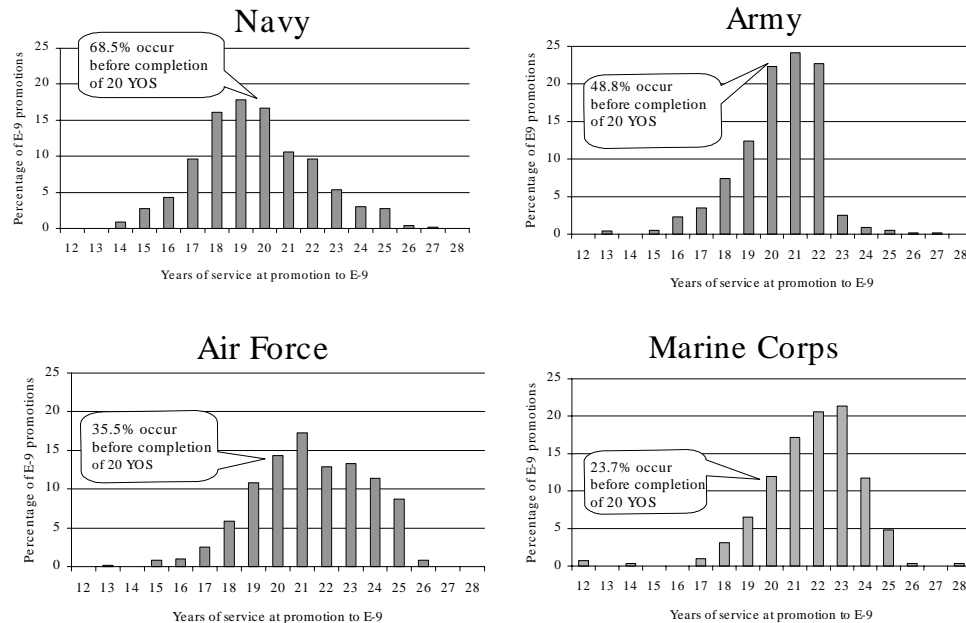 Navy
68.5% occur
before completion
of 20 YOS
Percentage of E-9 promotions
25
20
15
10
5
0
12 13 14 15 16 17 18 19 20 21 22 23 24 25 26 27 28
Years of service at promotion to E-9
Army
48.8% occur
before completion
of 20 YOS
Percentage of E9 promotions
25
20
15
10
5
0
12 13 14 15 16 17 18 19 20 21 22 23 24 25 26 27 28
Years of service at promotion to E-9
Air Force
35.5% occur
before completion
of 20 YOS
Percentage of E-9 promotions
25
20
15
10
5
0
12 13 14 15 16 17 18 19 20 21 22 23 24 25 26 27 28
Years of service at promotion to E-9
Marine Corps
23.7% occur
before completion
of 20 YOS
Percentage of E-9 promotions
25
20
15
10
5
0
12 13 14 15 16 17 18 19 20 21 22 23 24 25 26 27 28
Years of service at promotion to E-9